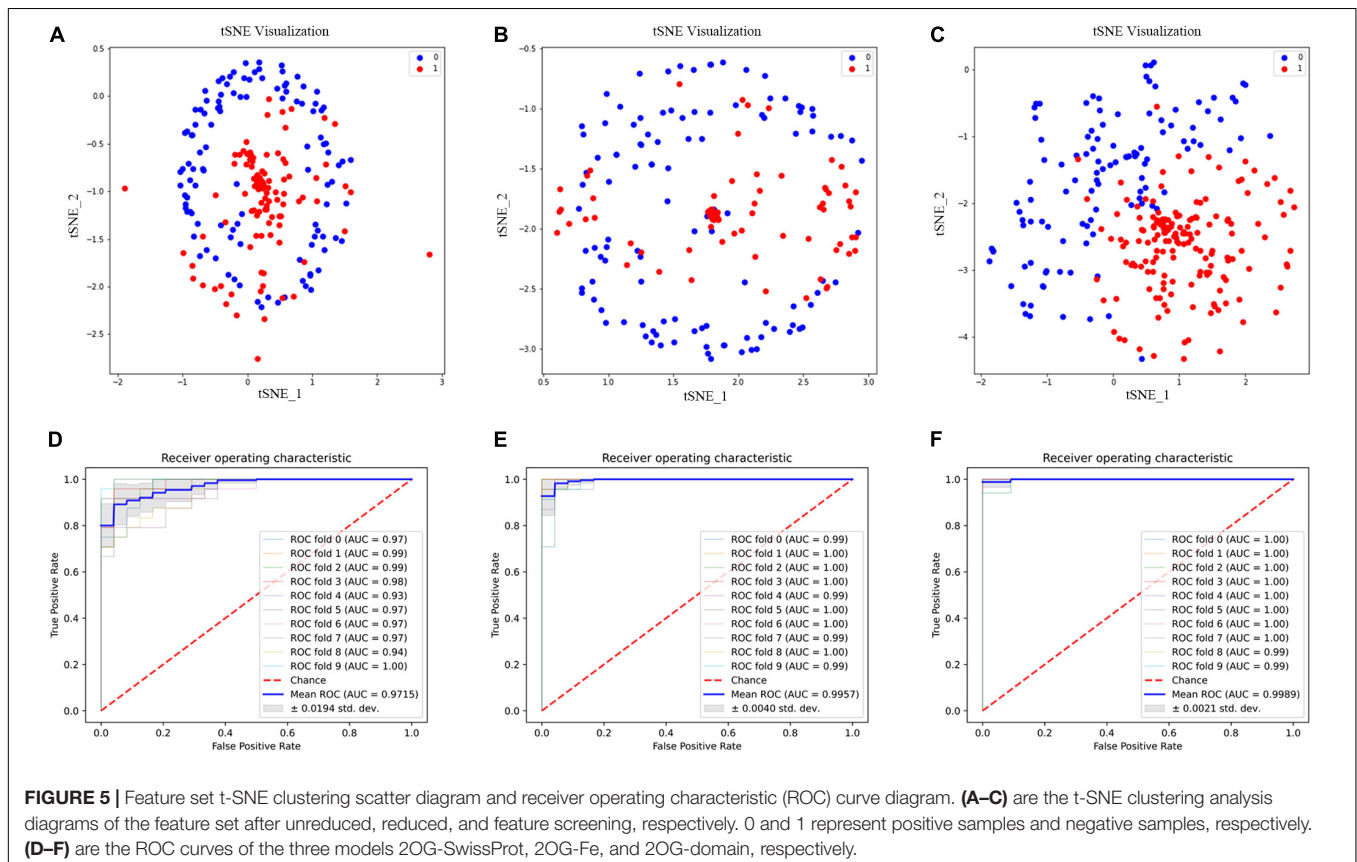 A
tSNE Visualization
0
1
0.5
0.0
−0.5
−1.0
−1.5
−2.0
−2.5
tSNE_2
−2
−1
0
1
2
3
tSNE_1
B
tSNE Visualization
0
1
−0.5
−1.0
−1.5
−2.0
−2.5
−3.0
tSNE_2
0.5
1.0
1.5
2.0
2.5
3.0
tSNE_1
C
tSNE Visualization
0
1
0
−1
−2
−3
−4
tSNE_2
−2
−1
0
1
2
tSNE_1
D
Receiver operating characteristic
1.0
0.8
0.6
0.4
0.2
0.0
True Positive Rate
ROC fold 0 (AUC = 0.97)
ROC fold 1 (AUC = 0.99)
ROC fold 2 (AUC = 0.99)
ROC fold 3 (AUC = 0.98)
ROC fold 4 (AUC = 0.93)
ROC fold 5 (AUC = 0.97)
ROC fold 6 (AUC = 0.97)
ROC fold 7 (AUC = 0.97)
ROC fold 8 (AUC = 0.94)
ROC fold 9 (AUC = 1.00)
Chance
Mean ROC (AUC = 0.9715)
± 0.0194 std. dev.
0.0
0.2
0.4
0.6
0.8
1.0
False Positive Rate
E
Receiver operating characteristic
1.0
0.8
0.6
0.4
0.2
0.0
True Positive Rate
ROC fold 0 (AUC = 0.99)
ROC fold 1 (AUC = 1.00)
ROC fold 2 (AUC = 1.00)
ROC fold 3 (AUC = 1.00)
ROC fold 4 (AUC = 0.99)
ROC fold 5 (AUC = 1.00)
ROC fold 6 (AUC = 1.00)
ROC fold 7 (AUC = 0.99)
ROC fold 8 (AUC = 1.00)
ROC fold 9 (AUC = 0.99)
Chance
Mean ROC (AUC = 0.9957)
± 0.0040 std. dev.
0.0
0.2
0.4
0.6
0.8
1.0
False Positive Rate
F
Receiver operating characteristic
1.0
0.8
0.6
0.4
0.2
0.0
True Positive Rate
ROC fold 0 (AUC = 1.00)
ROC fold 1 (AUC = 1.00)
ROC fold 2 (AUC = 1.00)
ROC fold 3 (AUC = 1.00)
ROC fold 4 (AUC = 1.00)
ROC fold 5 (AUC = 1.00)
ROC fold 6 (AUC = 1.00)
ROC fold 7 (AUC = 1.00)
ROC fold 8 (AUC = 0.99)
ROC fold 9 (AUC = 0.99)
Chance
Mean ROC (AUC = 0.9989)
± 0.0021 std. dev.
0.0
0.2
0.4
0.6
0.8
1.0
False Positive Rate
FIGURE 5 | Feature set t-SNE clustering scatter diagram and receiver operating characteristic (ROC) curve diagram. (A–C) are the t-SNE clustering analysis
diagrams of the feature set after unreduced, reduced, and feature screening, respectively. 0 and 1 represent positive samples and negative samples, respectively.
(D–F) are the ROC curves of the three models 2OG-SwissProt, 2OG-Fe, and 2OG-domain, respectively.